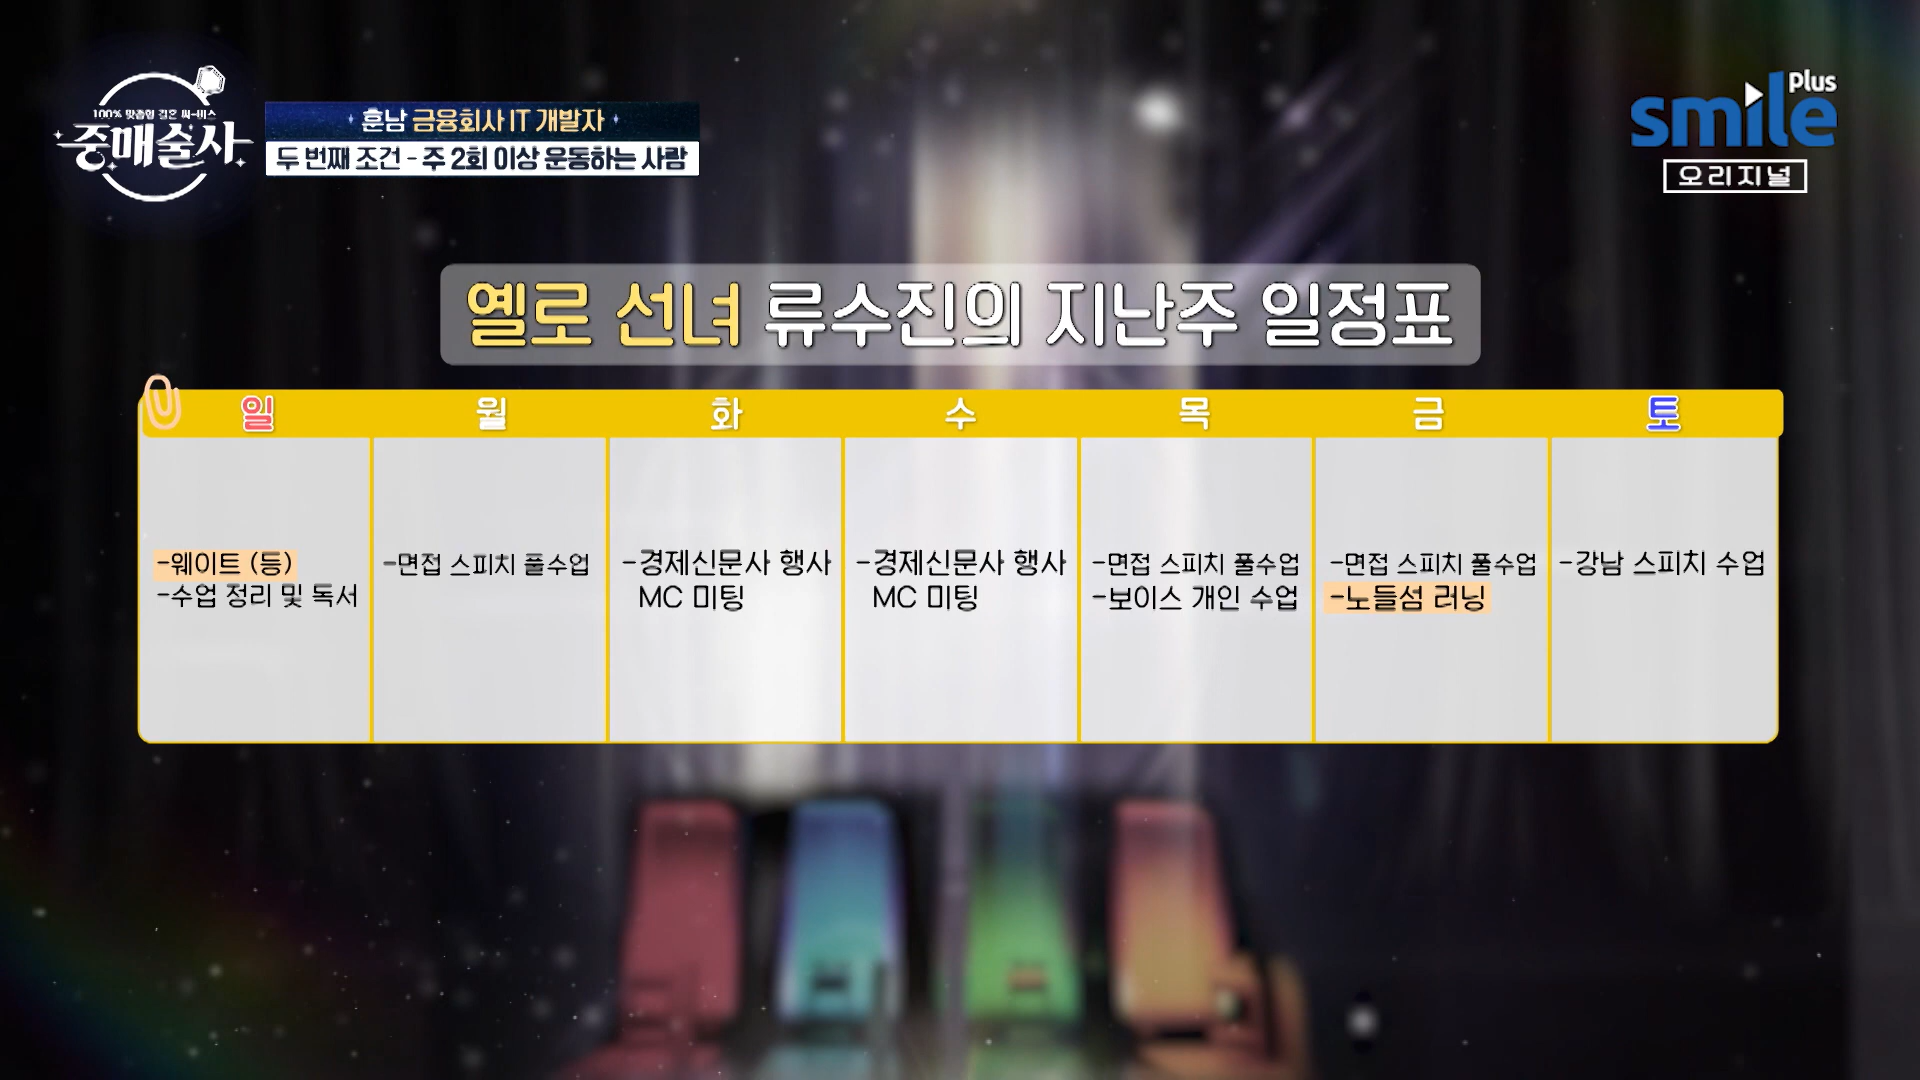 100% 맞춤형 결혼 써-비스
중매술사
훈남 금융회사 IT 개발자
두 번째 조건 - 주 2회 이상 운동하는 사람
smile Plus
오리지널
옐로 선녀 류수진의 지난주 일정표
일 월 화 수 목 금 토
-웨이트 (등)
-수업 정리 및 독서
-면접 스피치 풀수업
-경제신문사 행사
MC 미팅
-경제신문사 행사
MC 미팅
-면접 스피치 풀수업
-보이스 개인 수업
-면접 스피치 풀수업
-노들섬 러닝
-강남 스피치 수업